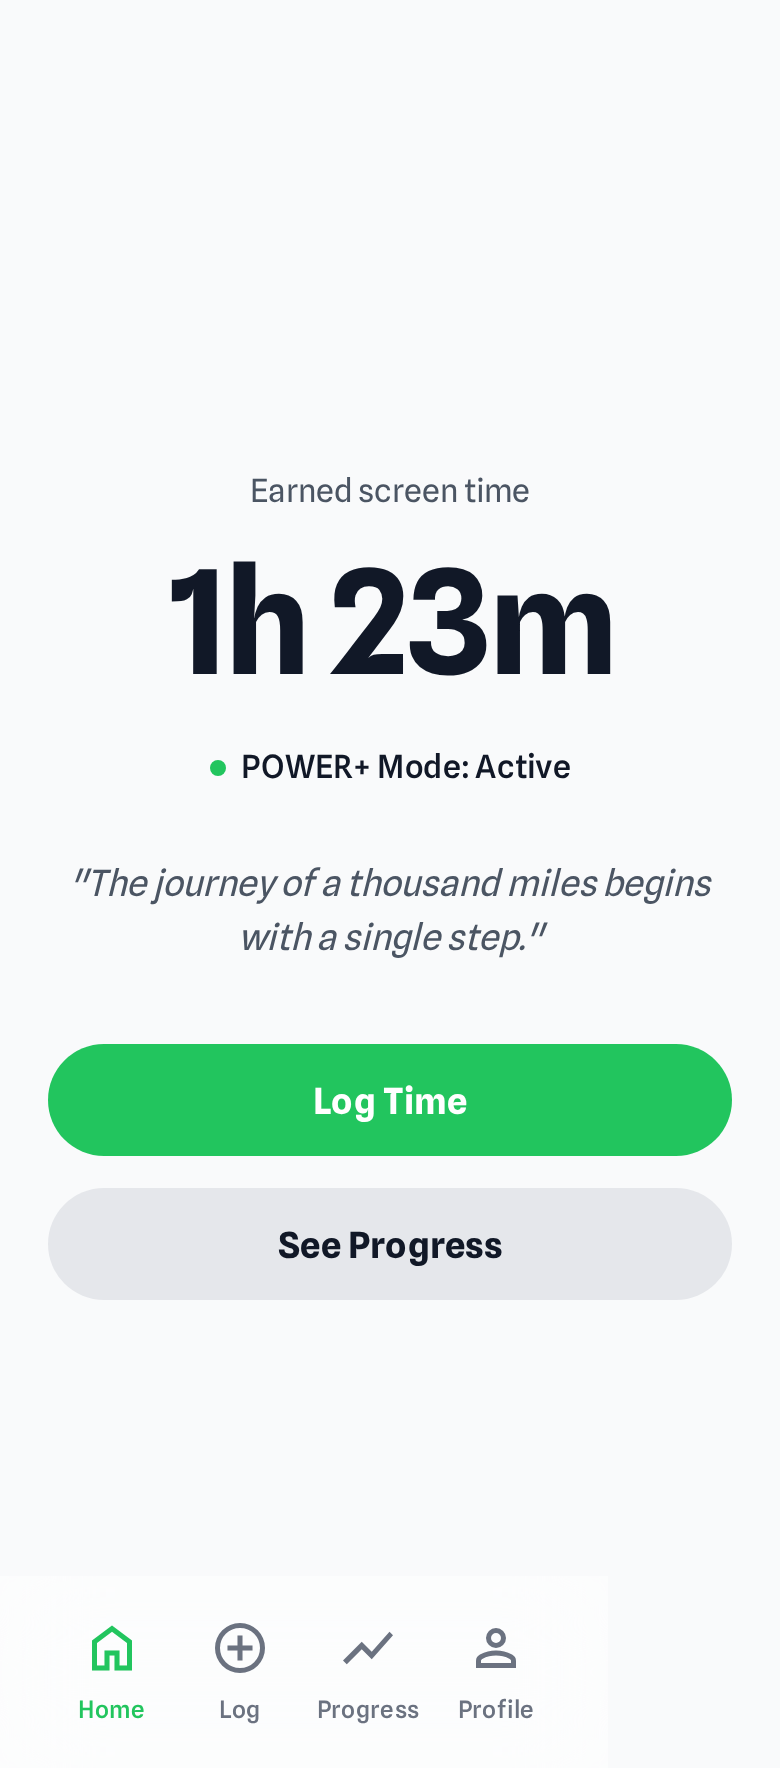 Earned screen time
1h 23m
POWER+ Mode: Active
"The journey of a thousand miles begins
with a single step."
Log Time
See Progress
Home Log Progress Profile